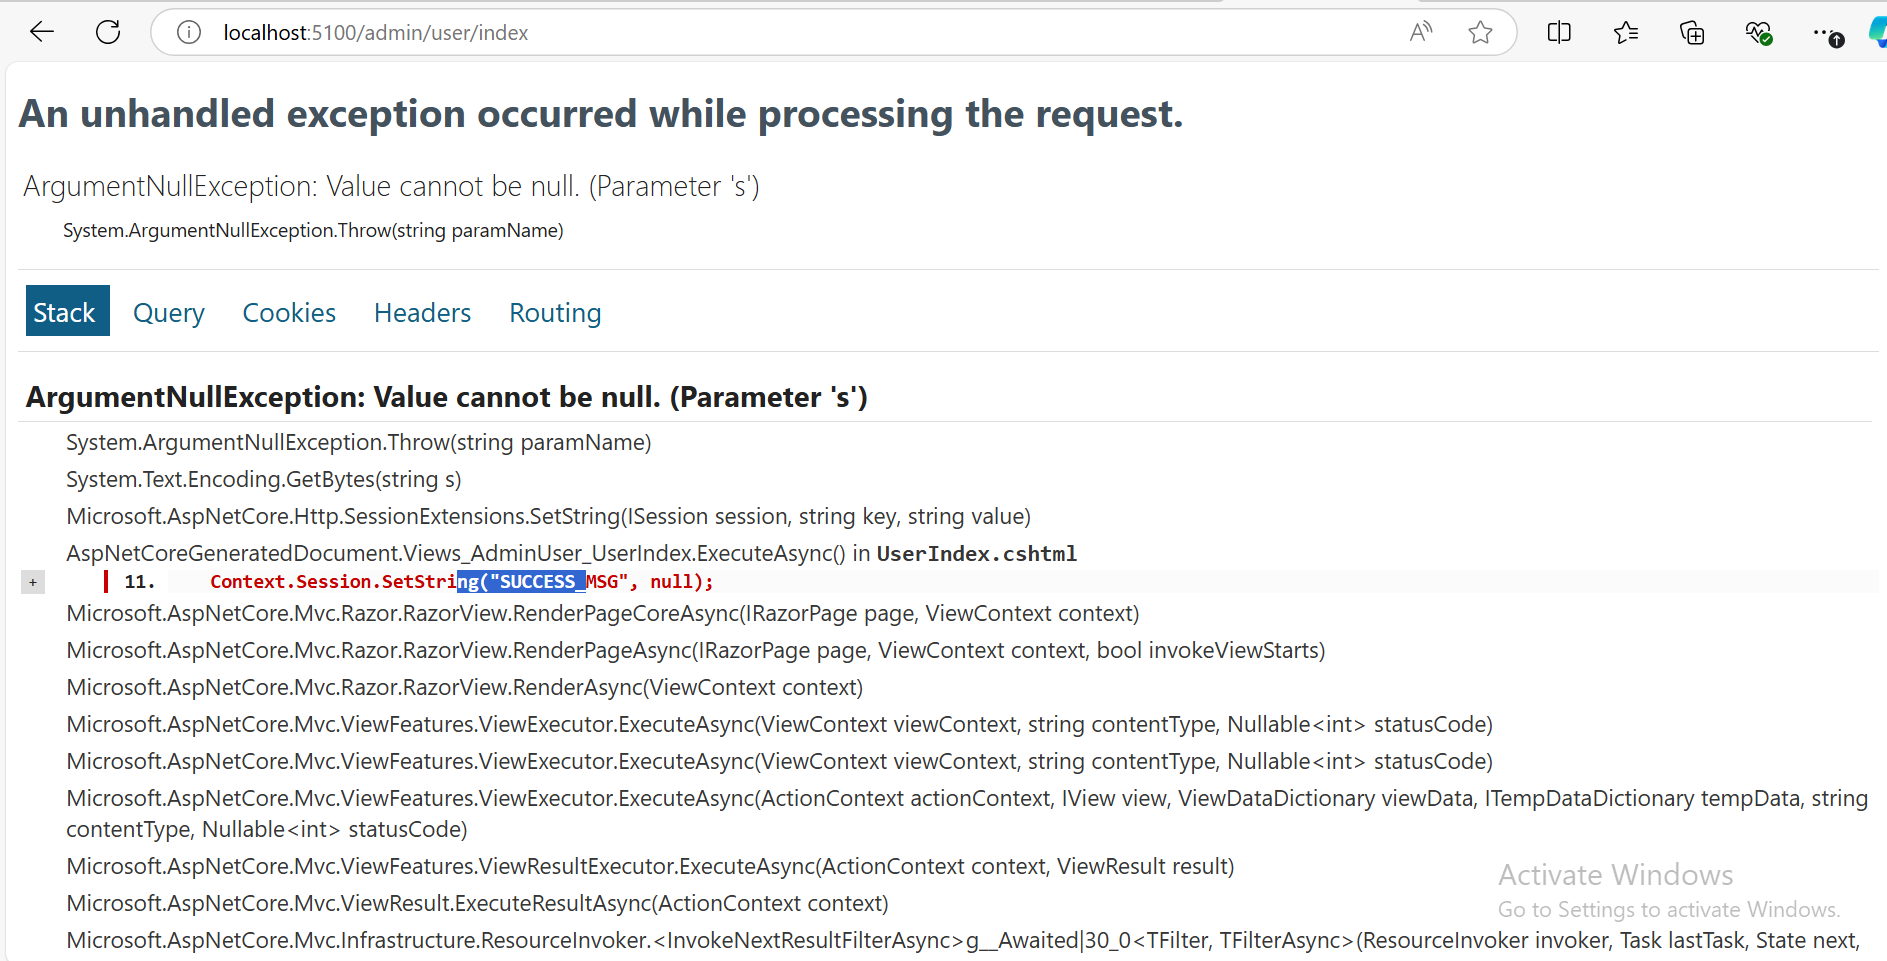 localhost:5100/admin/user/index
An unhandled exception occurred while processing the request.
ArgumentNullException: Value cannot be null. (Parameter 's')
System.ArgumentNullException.Throw(string paramName)
Stack Query Cookies Headers Routing
ArgumentNullException: Value cannot be null. (Parameter 's')
System.ArgumentNullException.Throw(string paramName)
System.Text.Encoding.GetBytes(string s)
Microsoft.AspNetCore.Http.SessionExtensions.SetString(ISession session, string key, string value)
AspNetCoreGeneratedDocument.Views_AdminUser_UserIndex.ExecuteAsync() in UserIndex.cshtml
+ 11. Context.Session.SetString("SUCCESS_MSG", null);
Microsoft.AspNetCore.Mvc.Razor.RazorView.RenderPageCoreAsync(IRazorPage page, ViewContext context)
Microsoft.AspNetCore.Mvc.Razor.RazorView.RenderPageAsync(IRazorPage page, ViewContext context, bool invokeViewStarts)
Microsoft.AspNetCore.Mvc.Razor.RazorView.RenderAsync(ViewContext context)
Microsoft.AspNetCore.Mvc.ViewFeatures.ViewExecutor.ExecuteAsync(ViewContext viewContext, string contentType, Nullable<int> statusCode)
Microsoft.AspNetCore.Mvc.ViewFeatures.ViewExecutor.ExecuteAsync(ViewContext viewContext, string contentType, Nullable<int> statusCode)
Microsoft.AspNetCore.Mvc.ViewFeatures.ViewExecutor.ExecuteAsync(ActionContext actionContext, IView view, ViewDataDictionary viewData, ITempDataDictionary tempData, string
contentType, Nullable<int> statusCode)
Microsoft.AspNetCore.Mvc.ViewFeatures.ViewResultExecutor.ExecuteAsync(ActionContext context, ViewResult result)
Microsoft.AspNetCore.Mvc.ViewResult.ExecuteResultAsync(ActionContext context)
Microsoft.AspNetCore.Mvc.Infrastructure.ResourceInvoker.<InvokeNextResultFilterAsync>g__Awaited|30_0<TFilter, TFilterAsync>(ResourceInvoker invoker, Task lastTask, State next,
Activate Windows
Go to Settings to activate Windows.